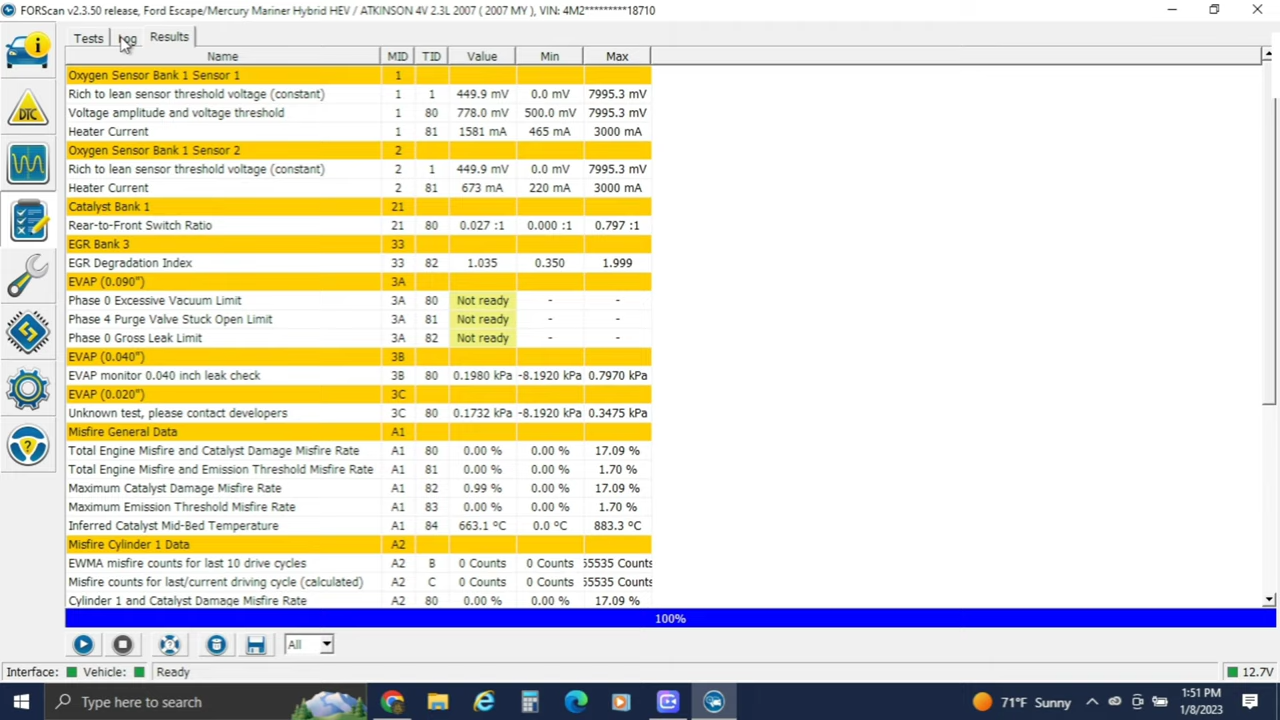 FORScan v2.3.50 release, Ford Escape/Mercury Mariner Hybrid HEV / ATKINSON 4V 2.3L 2007 ( 2007 MY ), VIN: 4M2*********18710
Tests Log Results
Name MID TID Value Min Max
Oxygen Sensor Bank 1 Sensor 1 1
Rich to lean sensor threshold voltage (constant) 1 1 449.9 mV 0.0 mV 7995.3 mV
Voltage amplitude and voltage threshold 1 80 778.0 mV 500.0 mV 7995.3 mV
Heater Current 1 81 1581 mA 465 mA 3000 mA
Oxygen Sensor Bank 1 Sensor 2 2
Rich to lean sensor threshold voltage (constant) 2 1 449.9 mV 0.0 mV 7995.3 mV
Heater Current 2 81 673 mA 220 mA 3000 mA
Catalyst Bank 1 21
Rear-to-Front Switch Ratio 21 80 0.027 :1 0.000 :1 0.797 :1
EGR Bank 3 33
EGR Degradation Index 33 82 1.035 0.350 1.999
EVAP (0.090") 3A
Phase 0 Excessive Vacuum Limit 3A 80 Not ready - -
Phase 4 Purge Valve Stuck Open Limit 3A 81 Not ready - -
Phase 0 Gross Leak Limit 3A 82 Not ready - -
EVAP (0.040") 3B
EVAP monitor 0.040 inch leak check 3B 80 0.1980 kPa -8.1920 kPa 0.7970 kPa
EVAP (0.020") 3C
Unknown test, please contact developers 3C 80 0.1732 kPa -8.1920 kPa 0.3475 kPa
Misfire General Data A1
Total Engine Misfire and Catalyst Damage Misfire Rate A1 80 0.00 % 0.00 % 17.09 %
Total Engine Misfire and Emission Threshold Misfire Rate A1 81 0.00 % 0.00 % 1.70 %
Maximum Catalyst Damage Misfire Rate A1 82 0.99 % 0.00 % 17.09 %
Maximum Emission Threshold Misfire Rate A1 83 0.00 % 0.00 % 1.70 %
Inferred Catalyst Mid-Bed Temperature A1 84 663.1 ºC 0.0 ºC 883.3 ºC
Misfire Cylinder 1 Data A2
EWMA misfire counts for last 10 drive cycles A2 B 0 Counts 0 Counts 55535 Counts
Misfire counts for last/current driving cycle (calculated) A2 C 0 Counts 0 Counts 55535 Counts
Cylinder 1 and Catalyst Damage Misfire Rate A2 80 0.00 % 0.00 % 17.09 %
100%
All
Interface: Vehicle: Ready 12.7V
Type here to search 71°F Sunny 1:51 PM
1/8/2023
DTC